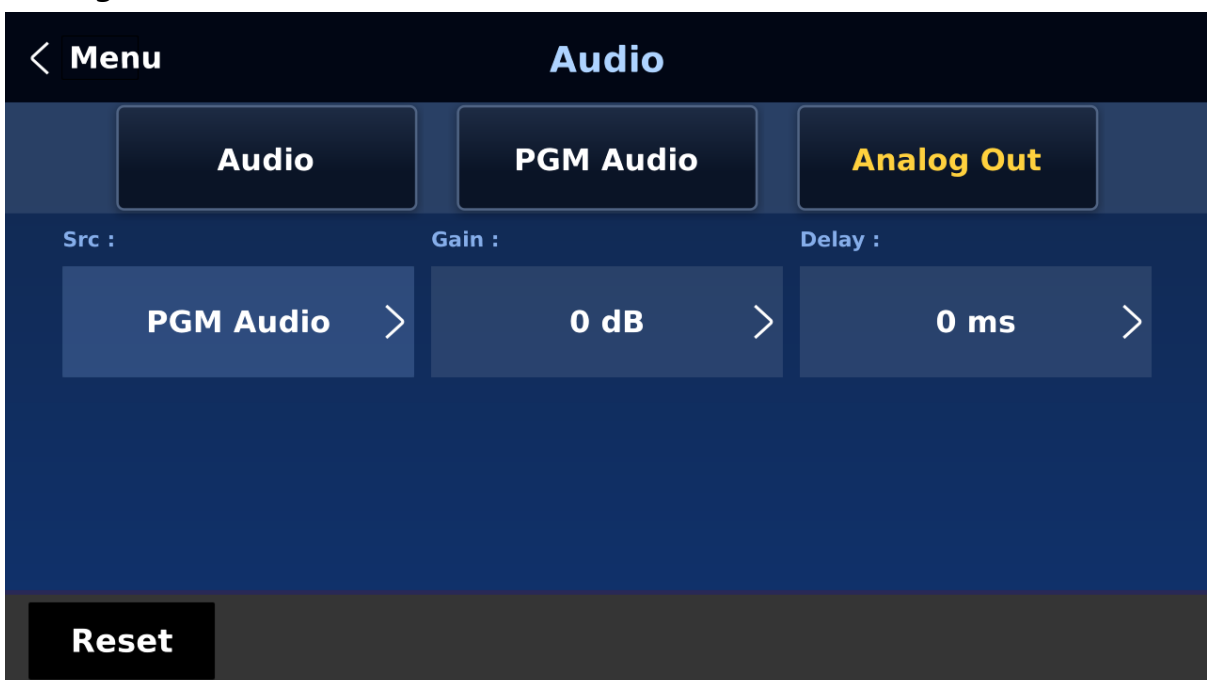 Menu
Audio
Audio
PGM Audio
Analog Out
Src :
Gain :
Delay :
PGM Audio
0 dB
0 ms
Reset